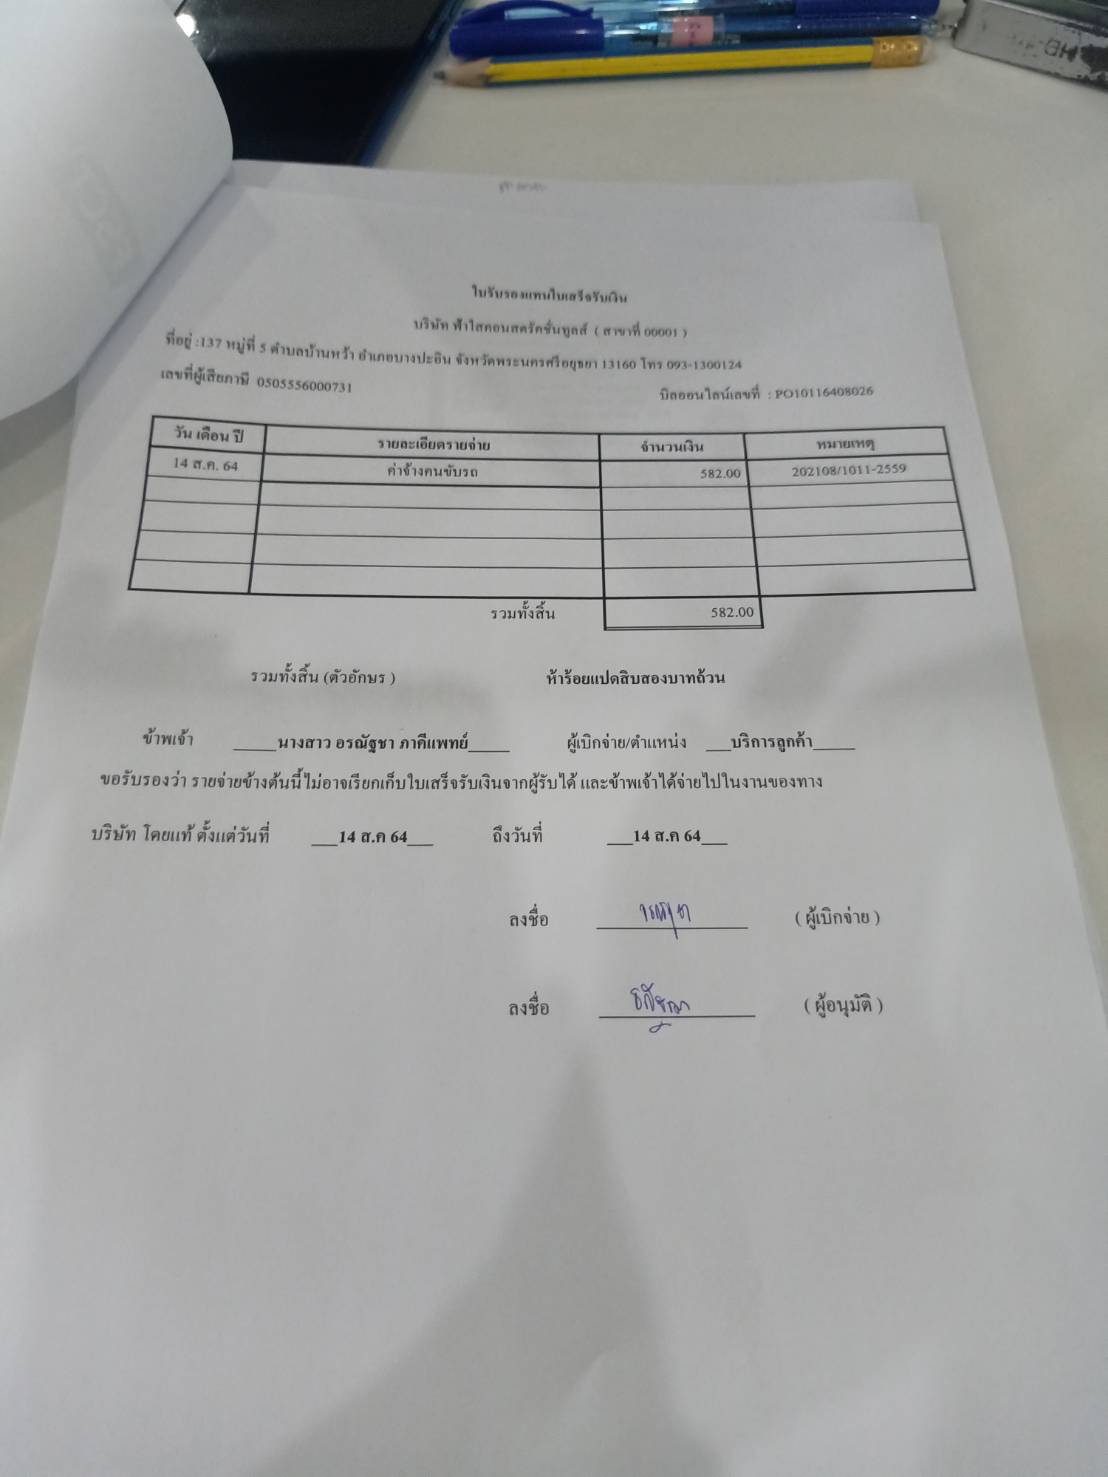 ใบรับรองแทนใบเสร็จรับเงิน
บริษัท ฟ้าใสคอนสตรัคชั่นทูลส์ ( สาขาที่ 00001 )
ที่อยู่ :137 หมู่ที่ 5 ตำบลบ้านหว้า อำเภอบางปะอิน จังหวัดพระนครศรีอยุธยา 13160 โทร 093-1300124
เลขที่ผู้เสียภาษี 0505556000731 บิลออนไลน์เลขที่ : PO10116408026
วัน เดือน ปี รายละเอียดรายจ่าย จำนวนเงิน หมายเหตุ
14 ส.ค. 64 ค่าจ้างคนขับรถ 582.00 202108/1011-2559
รวมทั้งสิ้น 582.00
รวมทั้งสิ้น (ตัวอักษร ) ห้าร้อยแปดสิบสองบาทถ้วน
ข้าพเจ้า ____นางสาว อรณัฐชา ภาคีแพทย์____ ผู้เบิกจ่าย/ตำแหน่ง ___บริการลูกค้า____
ขอรับรองว่า รายจ่ายข้างต้นนี้ไม่อาจเรียกเก็บใบเสร็จรับเงินจากผู้รับได้ และข้าพเจ้าได้จ่ายไปในงานของทาง
บริษัท โดยแท้ ตั้งแต่วันที่ ___14 ส.ค 64___ ถึงวันที่ ___14 ส.ค 64___
ลงชื่อ ( ผู้เบิกจ่าย )
ลงชื่อ ( ผู้อนุมัติ )